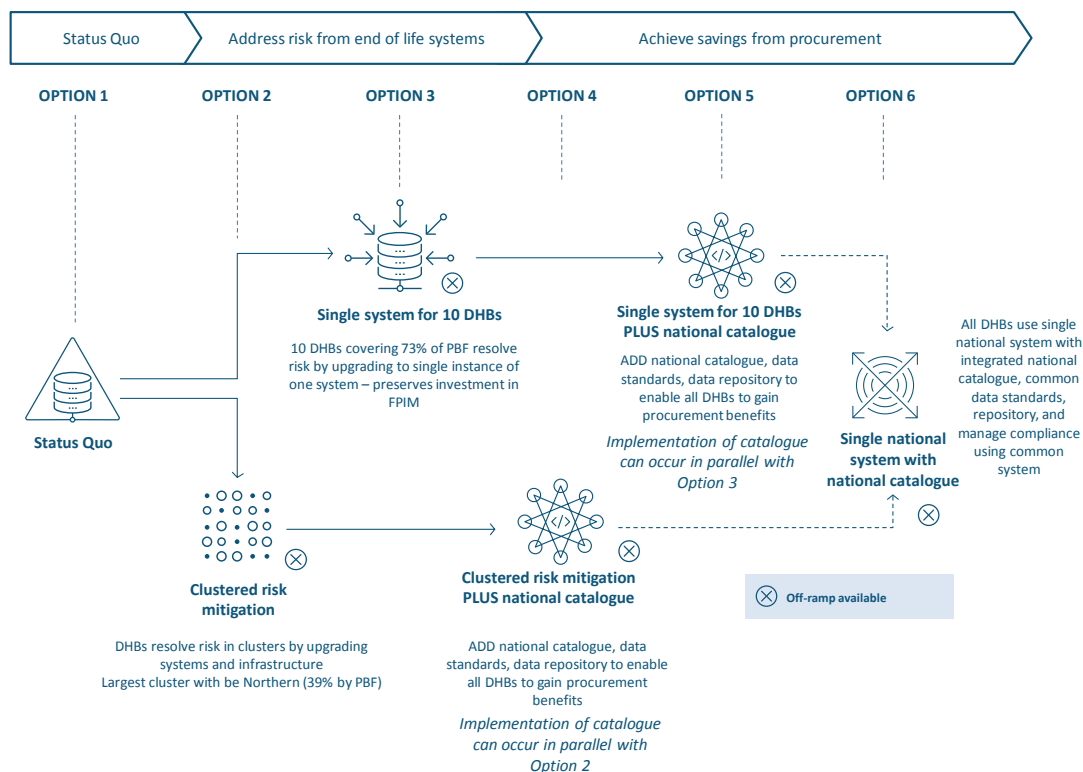 Status Quo
Address risk from end of life systems
Achieve savings from procurement
OPTION 1
OPTION 2
OPTION 3
OPTION 4
OPTION 5
OPTION 6
Single system for 10 DHBs
10 DHBs covering 73% of PBF resolve
risk by upgrading to single instance of
one system – preserves investment in
FPIM
</>
Single system for 10 DHBs
PLUS national catalogue
ADD national catalogue, data
standards, data repository to
enable all DHBs to gain
procurement benefits
Implementation of catalogue
can occur in parallel with
Option 3
All DHBs use single
national system with
integrated national
catalogue, common
data standards,
repository, and
manage compliance
using common
system
Single national
system with
national catalogue
Status Quo
Clustered risk
mitigation
DHBs resolve risk in clusters by upgrading
systems and infrastructure
Largest cluster with be Northern (39% by PBF)
</>
Clustered risk mitigation
PLUS national catalogue
ADD national catalogue, data
standards, data repository to enable
all DHBs to gain procurement
benefits
Implementation of catalogue
can occur in parallel with
Option 2
Off-ramp available